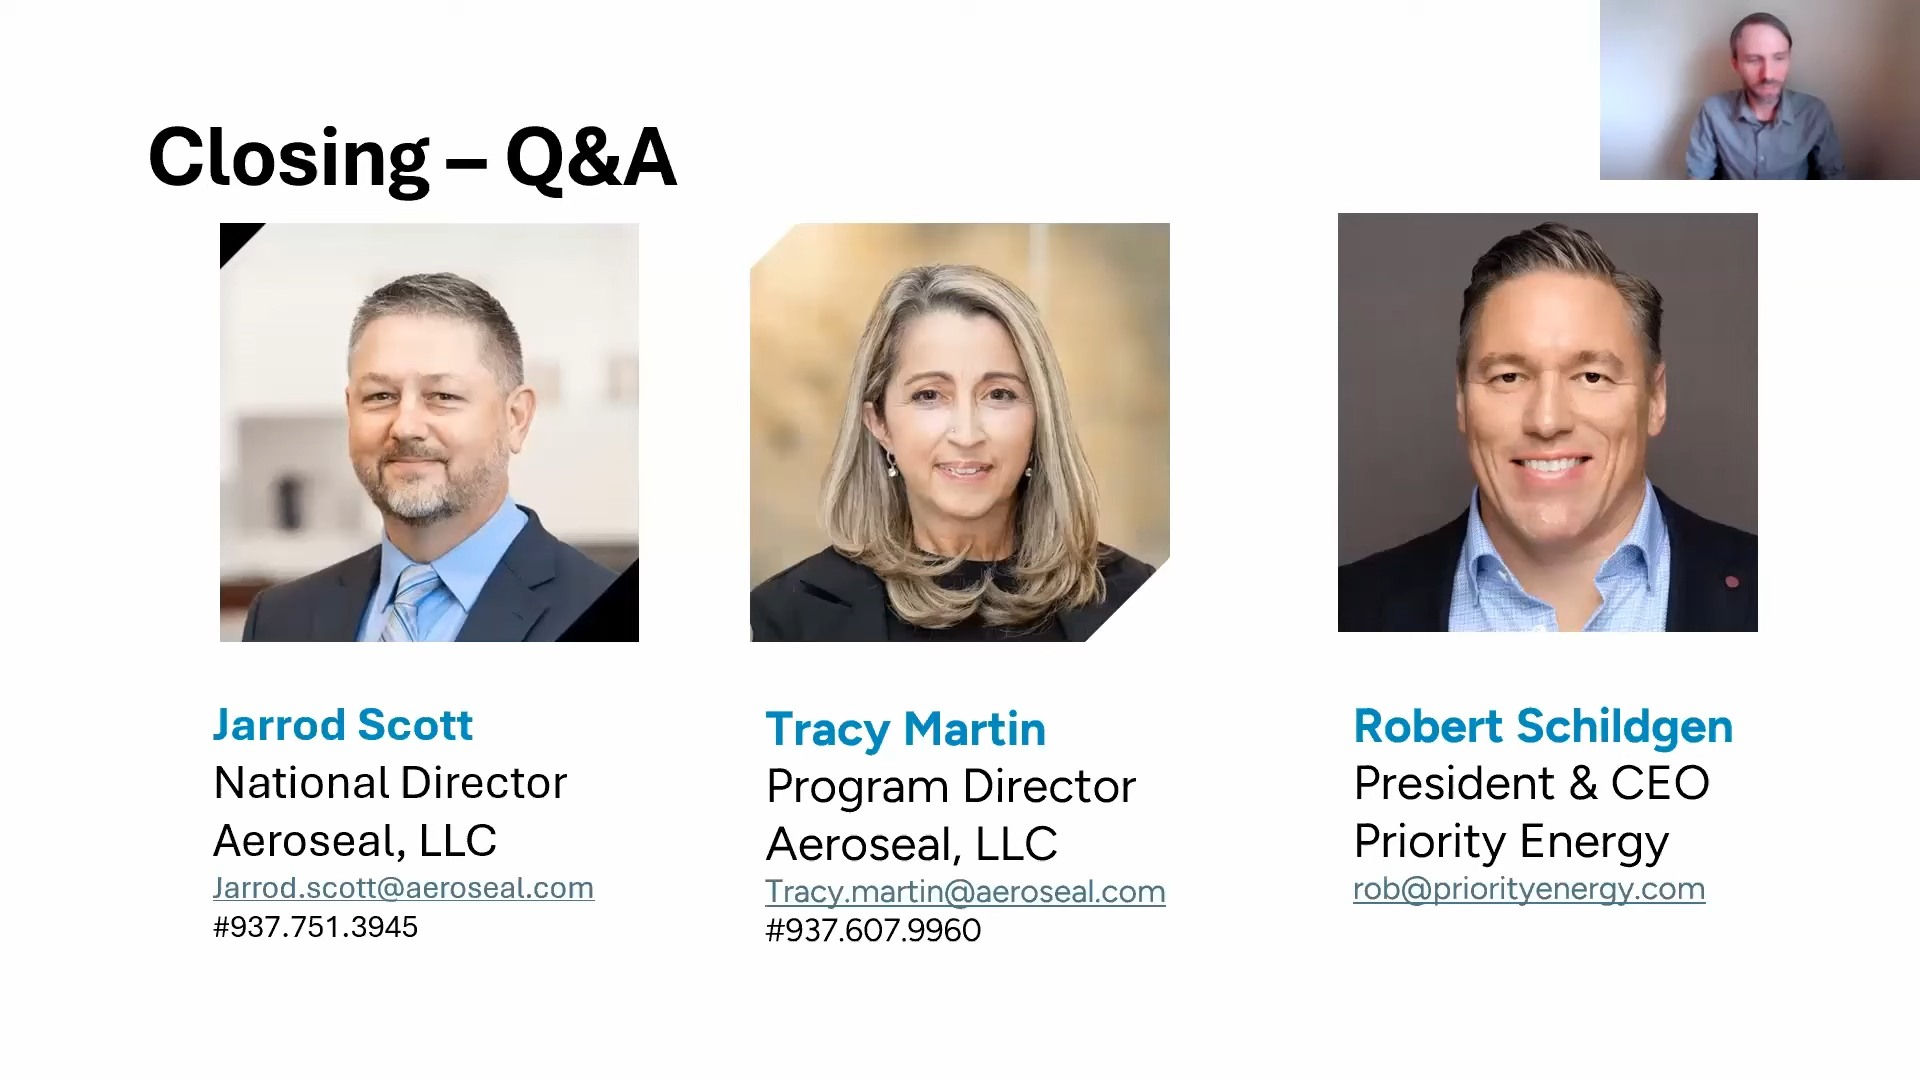 Closing – Q&A
Jarrod Scott
National Director
Aeroseal, LLC
Jarrod.scott@aeroseal.com
#937.751.3945
Tracy Martin
Program Director
Aeroseal, LLC
Tracy.martin@aeroseal.com
#937.607.9960
Robert Schildgen
President & CEO
Priority Energy
rob@priorityenergy.com